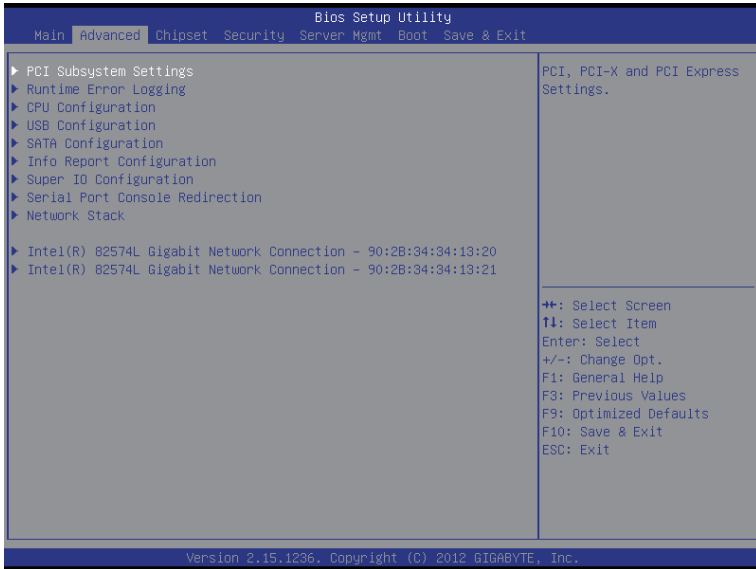 Bios Setup Utility
Main Advanced Chipset Security Server Mgmt Boot Save & Exit
PCI Subsystem Settings
Runtime Error Logging
CPU Configuration
USB Configuration
SATA Configuration
Info Report Configuration
Super IO Configuration
Serial Port Console Redirection
Network Stack
Intel(R) 82574L Gigabit Network Connection - 90:2B:34:34:13:20
Intel(R) 82574L Gigabit Network Connection - 90:2B:34:34:13:21
PCI, PCI-X and PCI Express
Settings.
→←: Select Screen
↑↓: Select Item
Enter: Select
+/-: Change Opt.
F1: General Help
F3: Previous Values
F9: Optimized Defaults
F10: Save & Exit
ESC: Exit
Version 2.15.1236. Copyright (C) 2012 GIGABYTE, Inc.